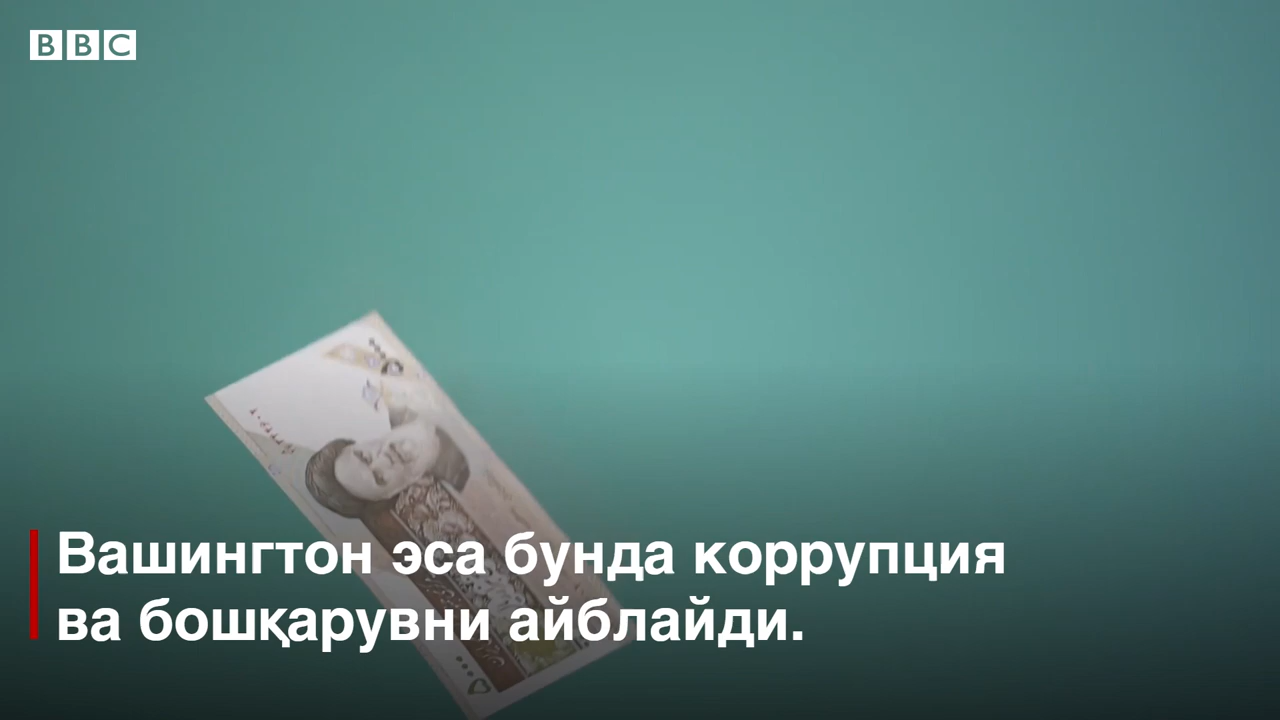 BBC
Вашингтон эса бунда коррупция
ва бошқарувни айблайди.